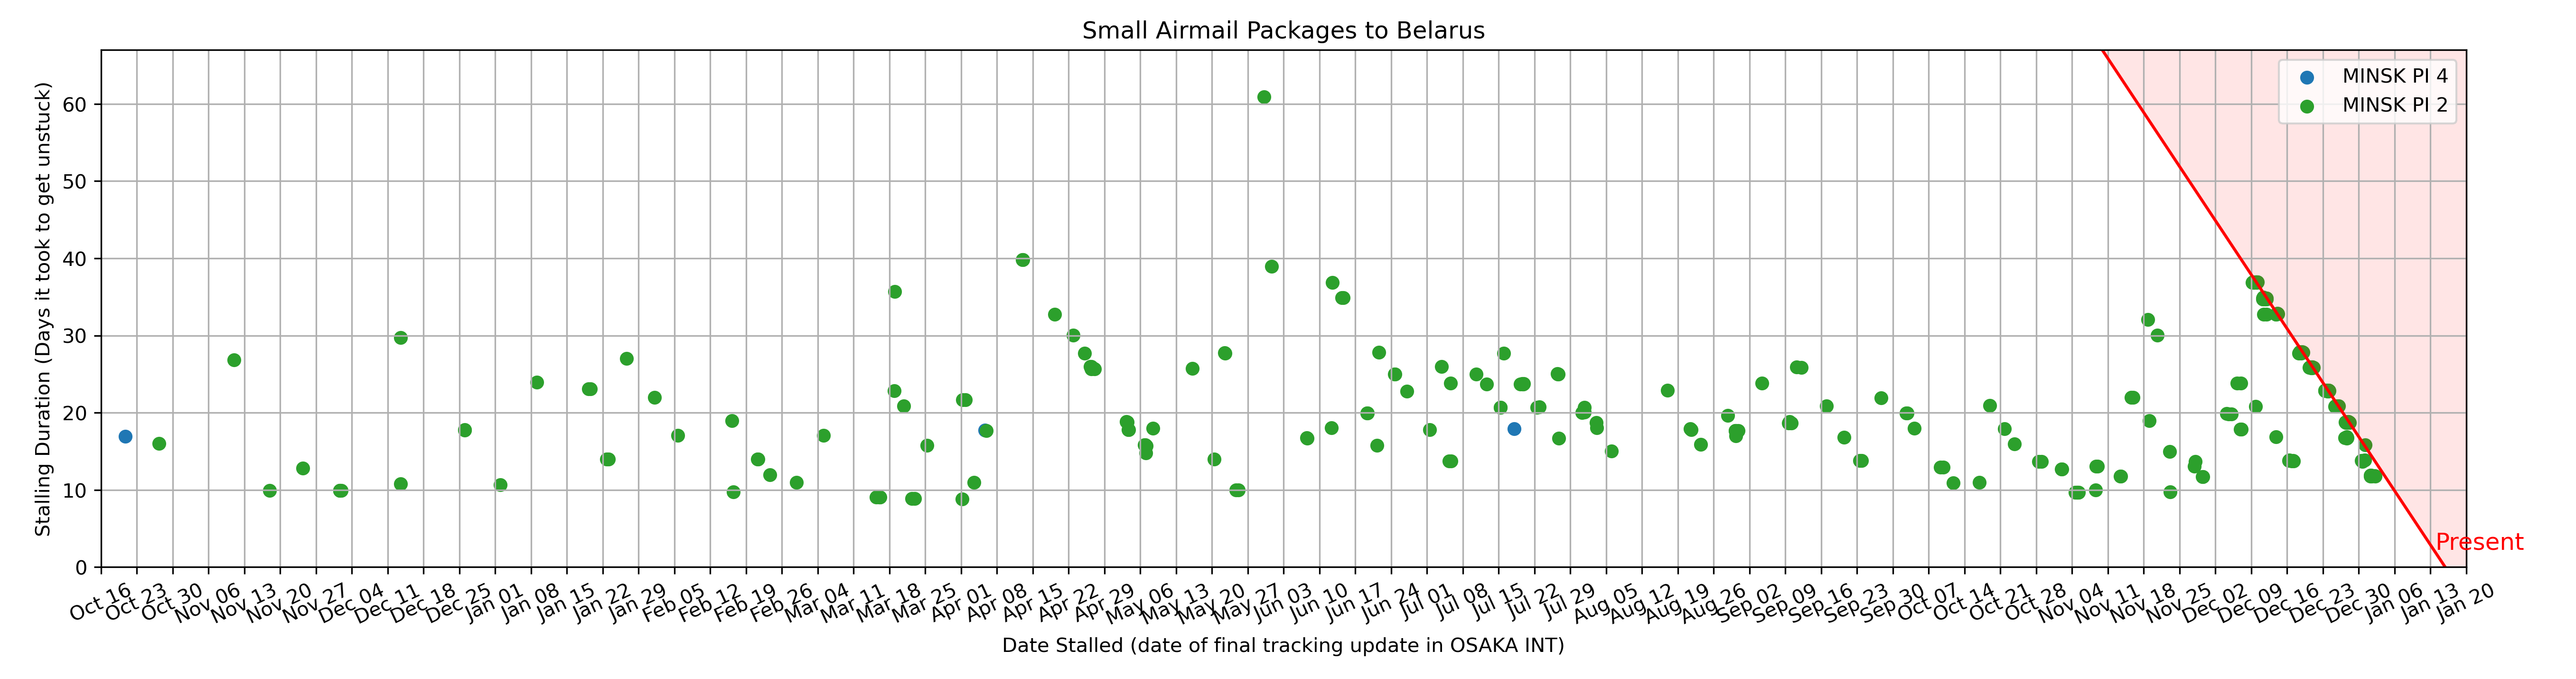 Small Airmail Packages to Belarus
MINSK PI 4
MINSK PI 2
Stalling Duration (Days it took to get unstuck)
60
50
40
30
20
10
0
Present
Oct 16 Oct 23 Oct 30 Nov 06 Nov 13 Nov 20 Nov 27 Dec 04 Dec 11 Dec 18 Dec 25 Jan 01 Jan 08 Jan 15 Jan 22 Jan 29 Feb 05 Feb 12 Feb 19 Feb 26 Mar 04 Mar 11 Mar 18 Mar 25 Apr 01 Apr 08 Apr 15 Apr 22 Apr 29 May 06 May 13 May 20 May 27 Jun 03 Jun 10 Jun 17 Jun 24 Jul 01 Jul 08 Jul 15 Jul 22 Jul 29 Aug 05 Aug 12 Aug 19 Aug 26 Sep 02 Sep 09 Sep 16 Sep 23 Sep 30 Oct 07 Oct 14 Oct 21 Oct 28 Nov 04 Nov 11 Nov 18 Nov 25 Dec 02 Dec 09 Dec 16 Dec 23 Dec 30 Jan 06 Jan 13 Jan 20
Date Stalled (date of final tracking update in OSAKA INT)